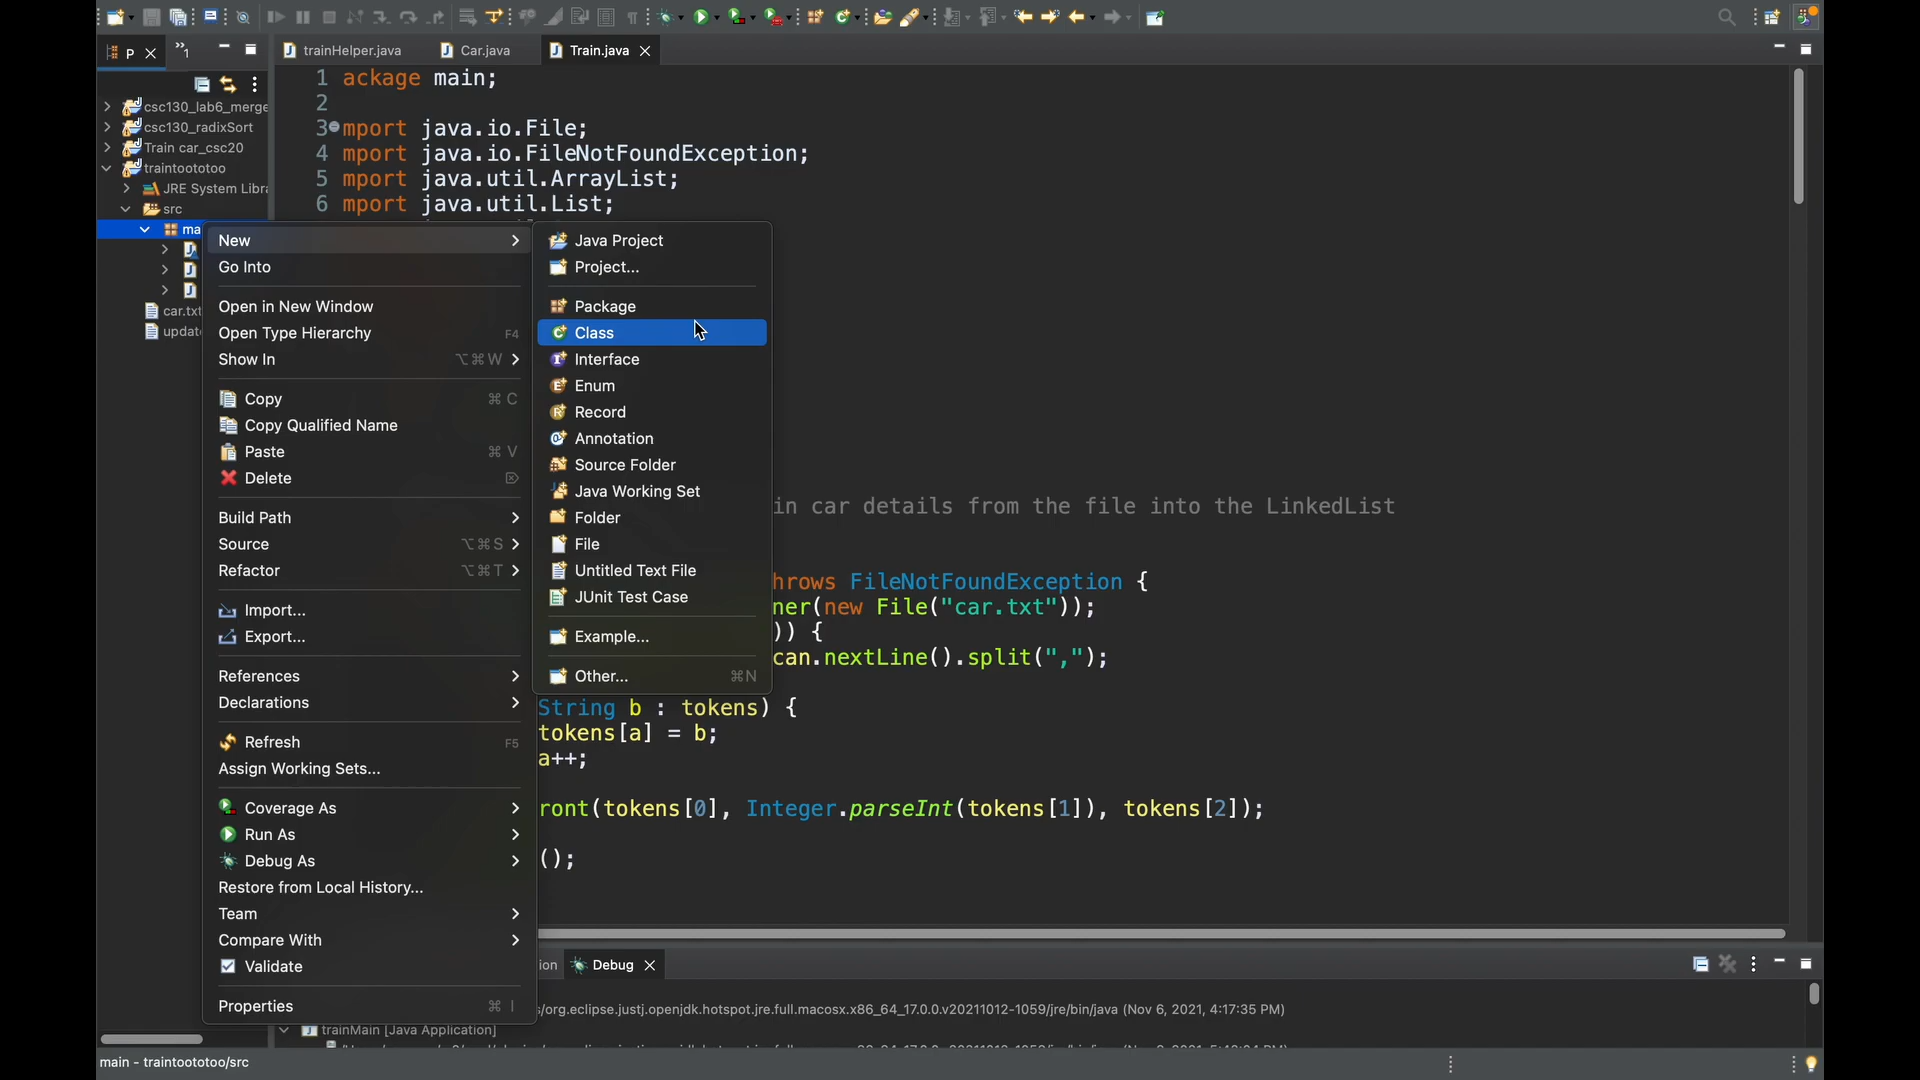 P
»1
trainHelper.java
Car.java
Train.java
csc130_lab6_merge
csc130_radixSort
Train car_csc20
traintoototoo
JRE System Libra
src
ma
car.txt
updat
1 ackage main;
2
3 mport java.io.File;
4 mport java.io.FileNotFoundException;
5 mport java.util.ArrayList;
6 mport java.util.List;
New
Go Into
Open in New Window
Open Type Hierarchy F4
Show In ⌥⌘W
Copy ⌘C
Copy Qualified Name
Paste ⌘V
Delete ⌦
Build Path
Source ⌥⌘S
Refactor ⌥⌘T
Import...
Export...
References
Declarations
Refresh F5
Assign Working Sets...
Coverage As
Run As
Debug As
Restore from Local History...
Team
Compare With
Validate
Properties ⌘I
Java Project
Project...
Package
Class
Interface
Enum
Record
Annotation
Source Folder
Java Working Set
Folder
File
Untitled Text File
JUnit Test Case
Example...
Other... ⌘N
in car details from the file into the LinkedList
hrows FileNotFoundException {
ner(new File("car.txt"));
)) {
can.nextLine().split(",");
String b : tokens) {
tokens[a] = b;
a++;
ront(tokens[0], Integer.parseInt(tokens[1]), tokens[2]);
();
ion
Debug
/org.eclipse.justj.openjdk.hotspot.jre.full.macosx.x86_64_17.0.0.v20211012-1059/jre/bin/java (Nov 6, 2021, 4:17:35 PM)
trainMain [Java Application]
main - traintoototoo/src